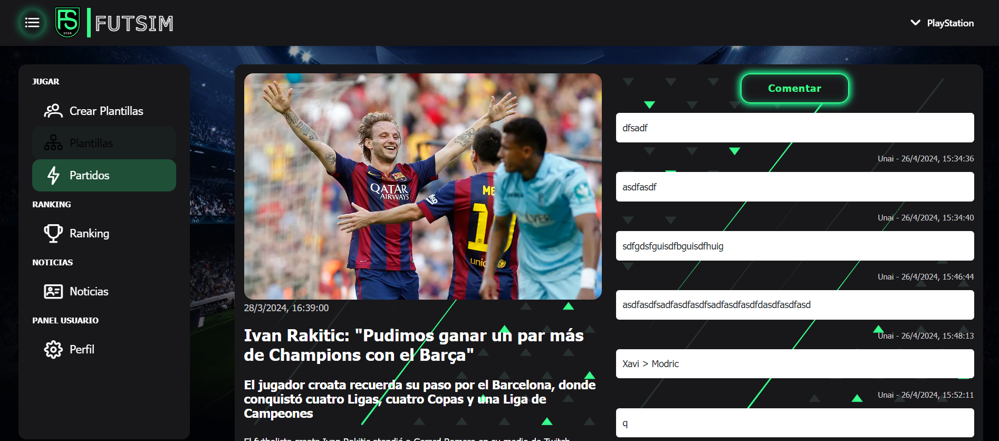 FS
2024
FUTSIM
PlayStation
JUGAR
Crear Plantillas
Plantillas
Partidos
RANKING
Ranking
NOTICIAS
Noticias
PANEL USUARIO
Perfil
QATAR
AIRWAYS
ME
10
unic
28/3/2024, 16:39:00
Ivan Rakitic: "Pudimos ganar un par más
de Champions con el Barça"
El jugador croata recuerda su paso por el Barcelona, donde
conquistó cuatro Ligas, cuatro Copas y una Liga de
Campeones
El futbolista croata Ivan Rakitic atendió a Gerard Romero en su medio de Twitch
Comentar
dfsadf
Unai - 26/4/2024, 15:34:36
asdfasdf
Unai - 26/4/2024, 15:34:40
sdfgdsfguisdfbguisdfhuig
Unai - 26/4/2024, 15:46:44
asdfasdfsadfasdfasdfsadfasdfasdfdasdfasdfasd
Unai - 26/4/2024, 15:48:13
Xavi > Modric
Unai - 26/4/2024, 15:52:11
q